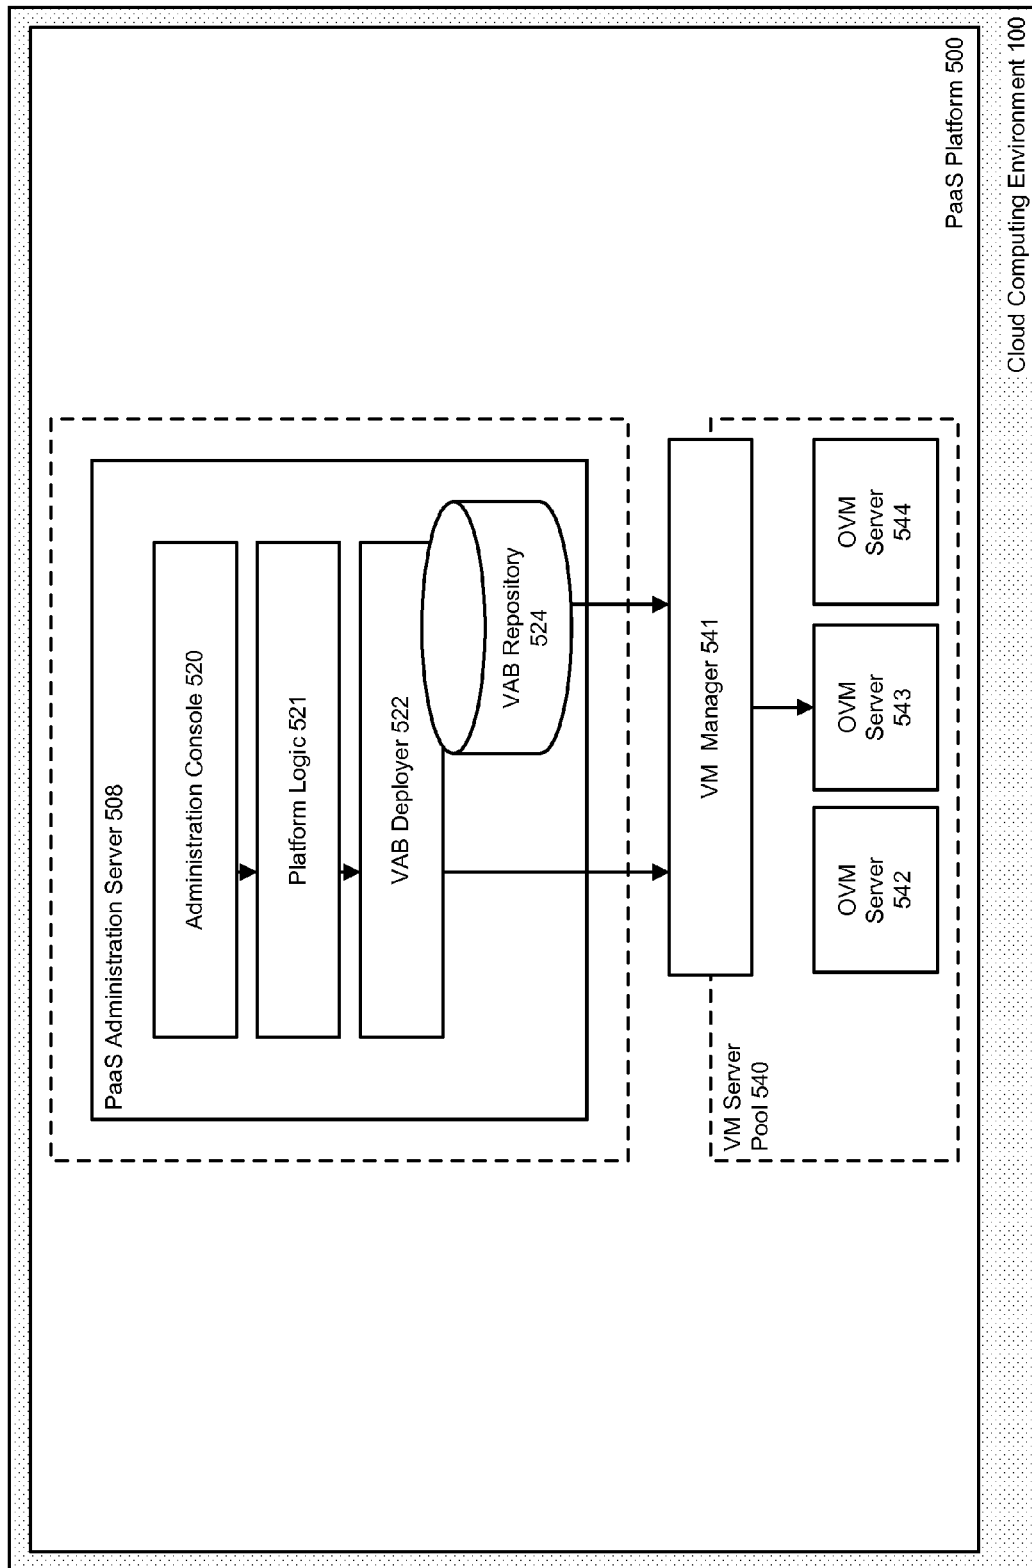 PaaS Administration Server 508
Administration Console 520
Platform Logic 521
VAB Deployer 522
VAB Repository
524
VM Manager 541
VM Server
Pool 540
OVM
Server
542
OVM
Server
543
OVM
Server
544
PaaS Platform 500
Cloud Computing Environment 100